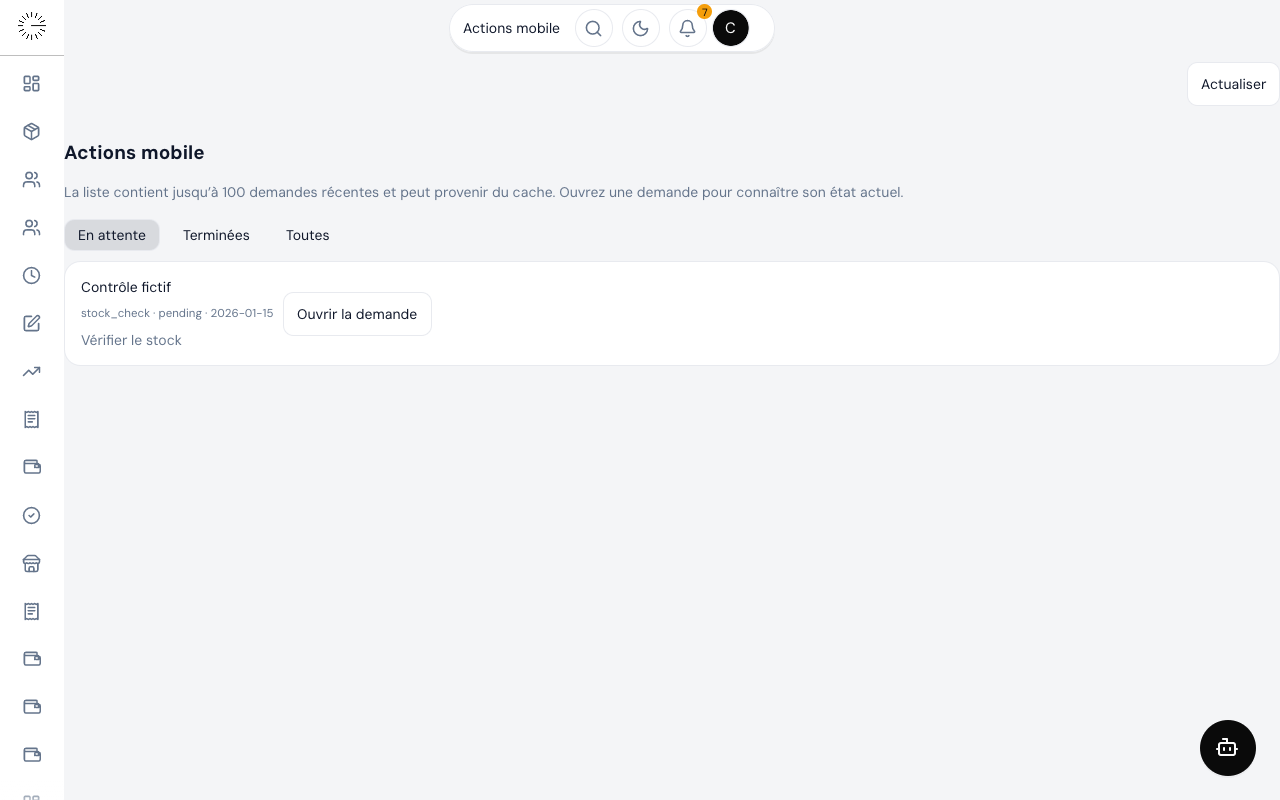 Actions mobile
7
C
Actualiser
Actions mobile
La liste contient jusqu’à 100 demandes récentes et peut provenir du cache. Ouvrez une demande pour connaître son état actuel.
En attente
Terminées
Toutes
Contrôle fictif
stock_check · pending · 2026-01-15
Ouvrir la demande
Vérifier le stock